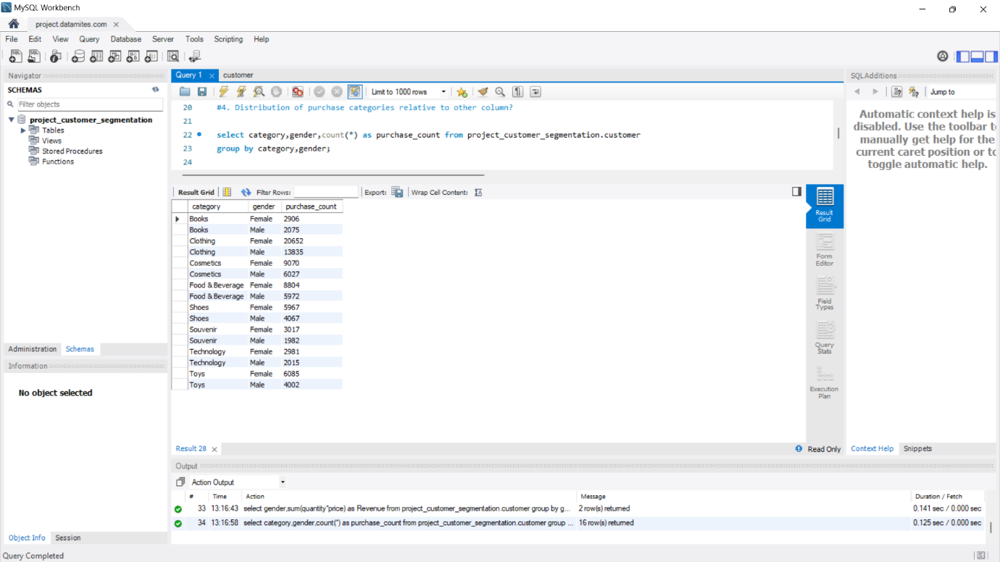 MySQL Workbench
project.datamites.com
File Edit View Query Database Server Tools Scripting Help
Navigator
SCHEMAS
Filter objects
project_customer_segmentation
Tables
Views
Stored Procedures
Functions
Administration Schemas
Information
No object selected
Object Info Session
Query Completed
Query 1 customer
Limit to 1000 rows
20 #4. Distribution of purchase categories relative to other column?
21
22 select category,gender,count(*) as purchase_count from project_customer_segmentation.customer
23 group by category,gender;
24
Result Grid Filter Rows: Export: Wrap Cell Content:
category gender purchase_count
Books Female 2906
Books Male 2075
Clothing Female 20652
Clothing Male 13835
Cosmetics Female 9070
Cosmetics Male 6027
Food & Beverage Female 8804
Food & Beverage Male 5972
Shoes Female 5967
Shoes Male 4067
Souvenir Female 3017
Souvenir Male 1982
Technology Female 2981
Technology Male 2015
Toys Female 6085
Toys Male 4002
Result
Grid
Form
Editor
Field
Types
Query
Stats
Execution
Plan
Result 28 Read Only
SQLAdditions
Jump to
Automatic context help is
disabled. Use the toolbar t
manually get help for the
current caret position or to
toggle automatic help.
Context Help Snippets
Output
Action Output
# Time Action Message Duration / Fetch
33 13:16:43 select gender,sum(quantity*price) as Revenue from project_customer_segmentation.customer group by g... 2 row(s) returned 0.141 sec / 0.000 sec
34 13:16:58 select category,gender,count(*) as purchase_count from project_customer_segmentation.customer group ... 16 row(s) returned 0.125 sec / 0.000 sec